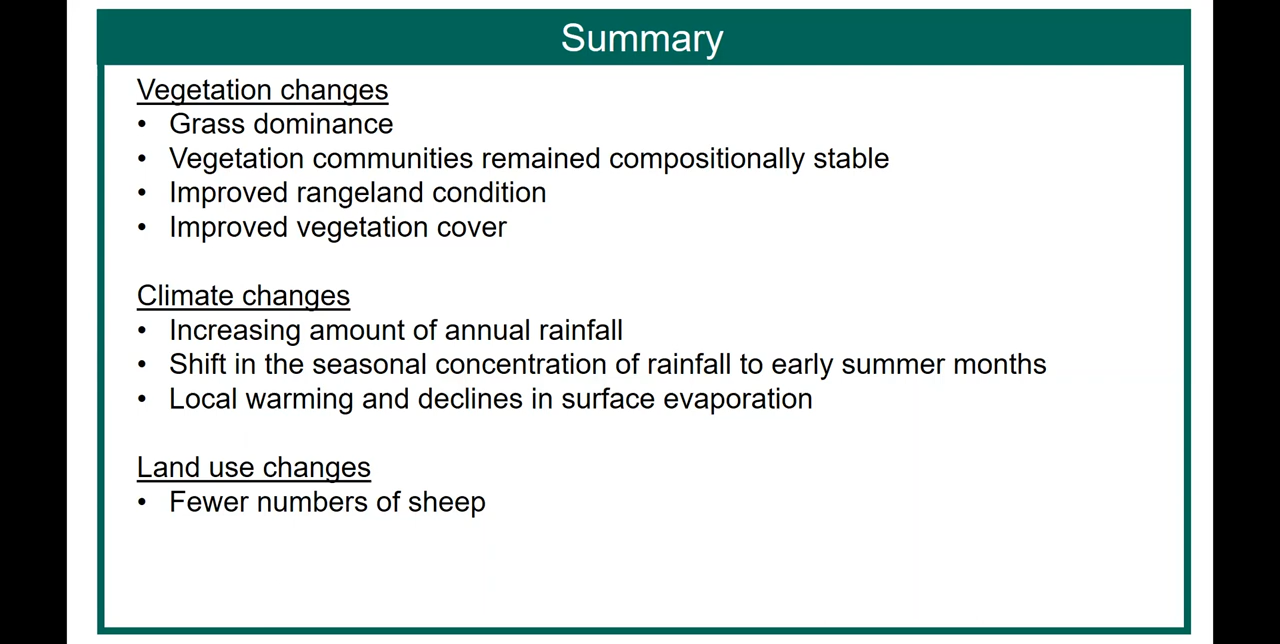 Summary
Vegetation changes
• Grass dominance
• Vegetation communities remained compositionally stable
• Improved rangeland condition
• Improved vegetation cover
Climate changes
• Increasing amount of annual rainfall
• Shift in the seasonal concentration of rainfall to early summer months
• Local warming and declines in surface evaporation
Land use changes
• Fewer numbers of sheep